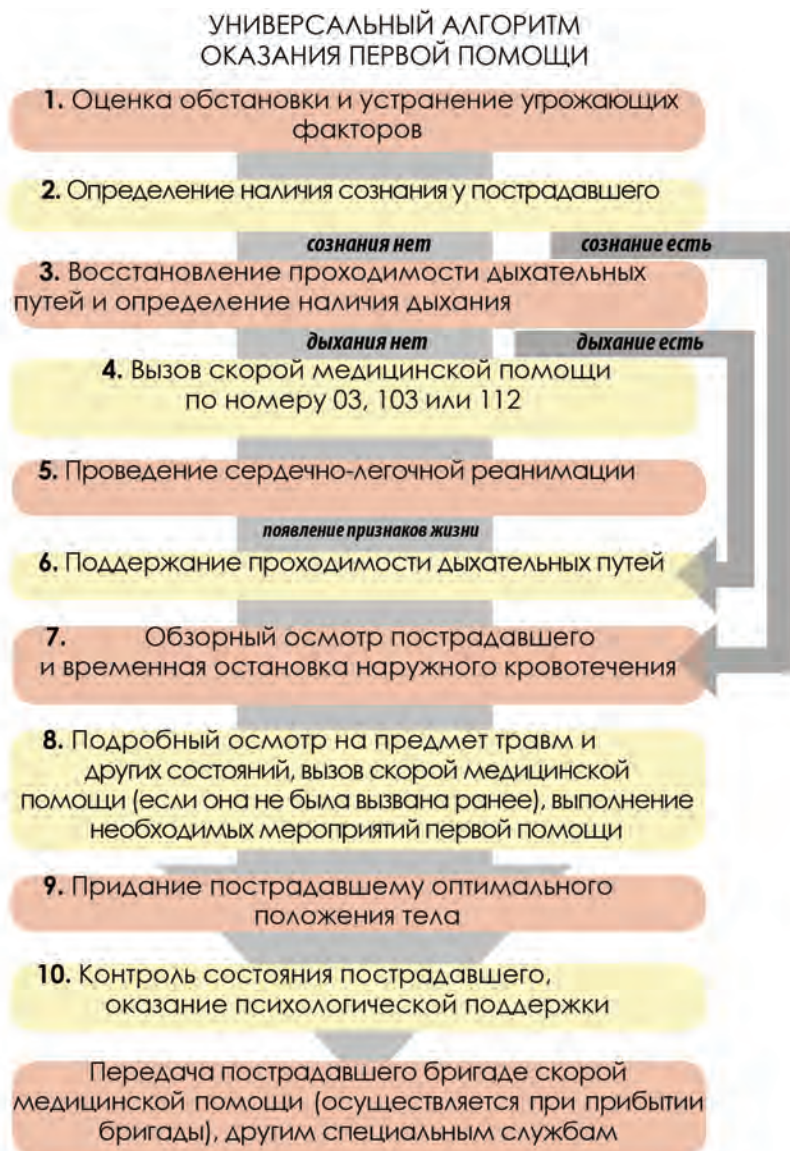 УНИВЕРСАЛЬНЫЙ АЛГОРИТМ
ОКАЗАНИЯ ПЕРВОЙ ПОМОЩИ
1. Оценка обстановки и устранение угрожающих
факторов
2. Определение наличия сознания у пострадавшего
сознания нет
сознание есть
3. Восстановление проходимости дыхательных
путей и определение наличия дыхания
дыхания нет
дыхание есть
4. Вызов скорой медицинской помощи
по номеру 03, 103 или 112
5. Проведение сердечно-легочной реанимации
появление признаков жизни
6. Поддержание проходимости дыхательных путей
7. Обзорный осмотр пострадавшего
и временная остановка наружного кровотечения
8. Подробный осмотр на предмет травм и
других состояний, вызов скорой медицинской
помощи (если она не была вызвана ранее), выполнение
необходимых мероприятий первой помощи
9. Придание пострадавшему оптимального
положения тела
10. Контроль состояния пострадавшего,
оказание психологической поддержки
Передача пострадавшего бригаде скорой
медицинской помощи (осуществляется при прибытии
бригады), другим специальным службам